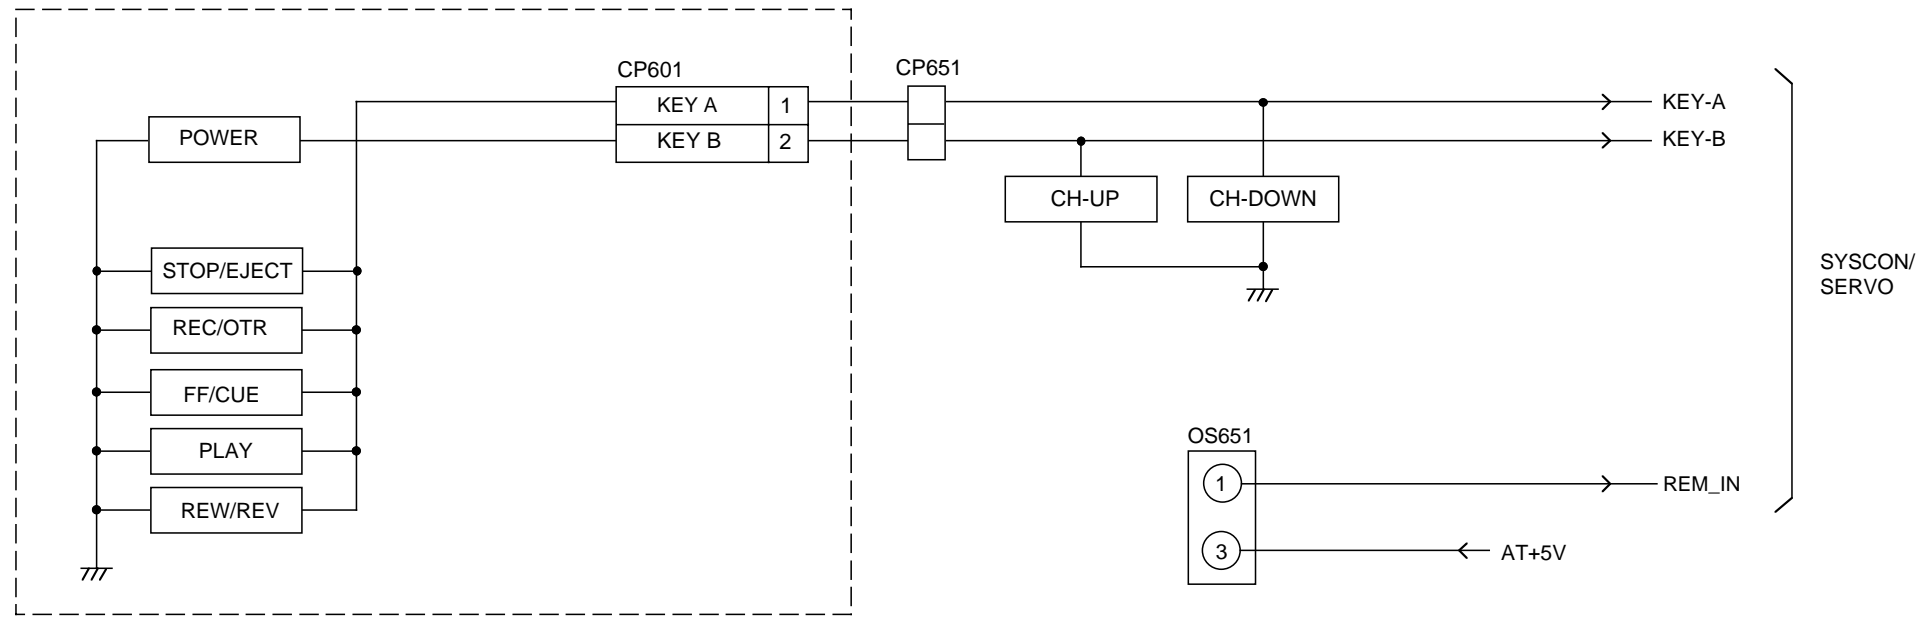 CP601
CP651
KEY A 1
KEY B 2
KEY-A
KEY-B
POWER
CH-UP
CH-DOWN
STOP/EJECT
REC/OTR
FF/CUE
PLAY
REW/REV
SYSCON/
SERVO
OS651
1
REM_IN
3
AT+5V